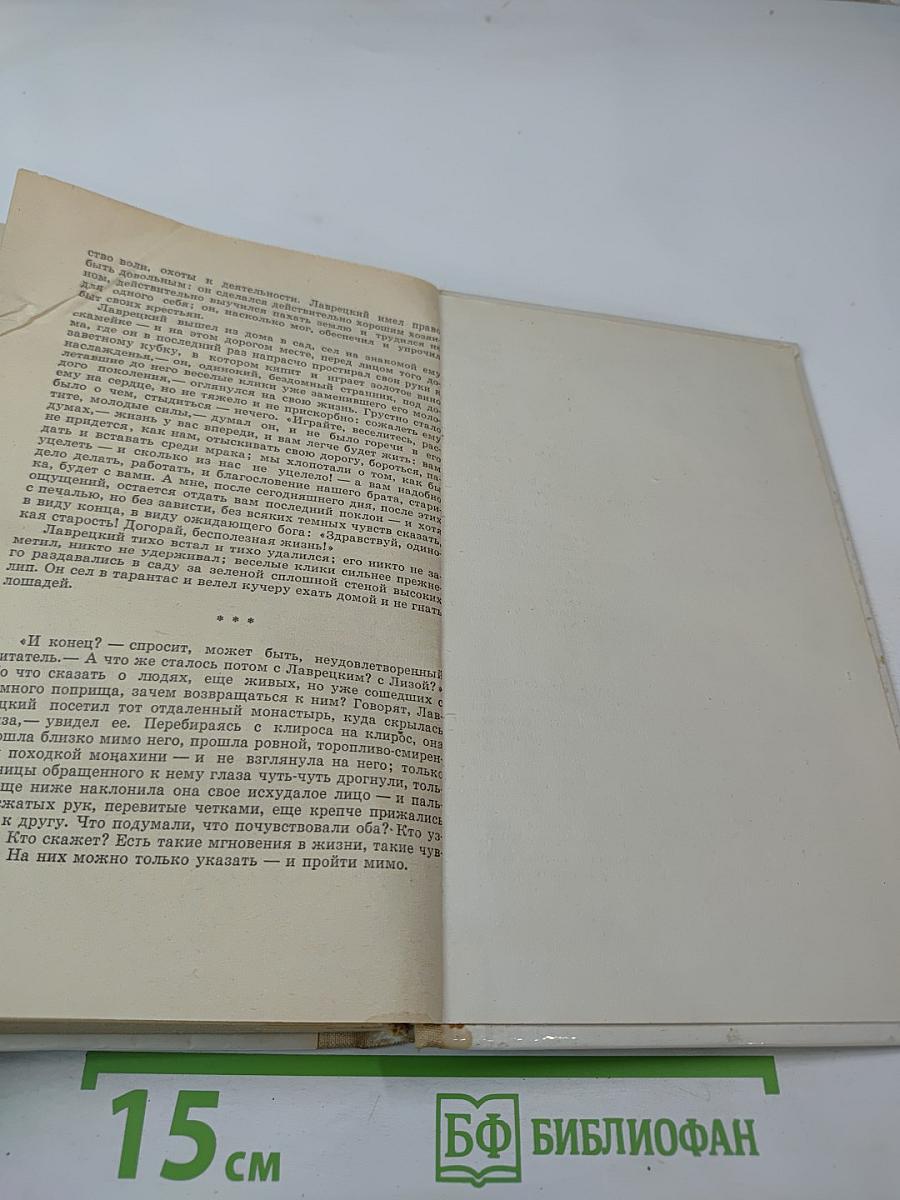 ство воли, охоты к деятельности. Лаврецкий имел право
быть довольным: он сделался действительно хорошим хозяи-
ном, действительно выучился пахать землю и трудился не
для одного себя; он, насколько мог, обеспечил и упрочил
быт своих крестьян.
Лаврецкий вышел из дома в сад, сел на знакомой ему
скамейке — и на этом дорогом месте, перед лицом того до-
ма, где он в последний раз напрасно простирал свои руки к
заветному кубку, в котором кипит и играет золотое вино
наслажденья,— он, одинокий, бездомный странник, под до-
летавшие до него веселые клики уже заменившего его моло-
дого поколения,— оглянулся на свою жизнь. Грустно стало
ему на сердце, но не тяжело и не прискорбно: сожалеть ему
было о чем, стыдиться — нечего. «Играйте, веселитесь, рас-
тите, молодые силы,— думал он, и не было горечи в его
думах,— жизнь у вас впереди, и вам легче будет жить: вам
не придется, как нам, отыскивать свою дорогу, бороться, па-
дать и вставать среди мрака; мы хлопотали о том, как бы
уцелеть — и сколько из нас не уцелело! — а вам надобно
дело делать, работать, и благословение нашего брата, стари-
ка, будет с вами. А мне, после сегодняшнего дня, после этих
ощущений, остается отдать вам последний поклон — и хотя
с печалью, но без зависти, без всяких темных чувств сказать,
в виду конца, в виду ожидающего бога: «Здравствуй, одино-
кая старость! Догорай, бесполезная жизнь!»
Лаврецкий тихо встал и тихо удалился; его никто не за-
метил, никто не удерживал; веселые клики сильнее прежне-
го раздавались в саду за зеленой сплошной стеной высоких
лип. Он сел в тарантас и велел кучеру ехать домой и не гнать
лошадей.
* * *
«И конец? — спросит, может быть, неудовлетворенный
итатель.— А что же сталось потом с Лаврецким? с Лизой?»
о что сказать о людях, еще живых, но уже сошедших с
много поприща, зачем возвращаться к ним? Говорят, Лав-
цкий посетил тот отдаленный монастырь, куда скрылась
за,— увидел ее. Перебираясь с клироса на клирос, она
ошла близко мимо него, прошла ровной, торопливо-смирен-
походкой монахини — и не взглянула на него; только
ницы обращенного к нему глаза чуть-чуть дрогнули, толь-
ще ниже наклонила она свое исхудалое лицо — и паль-
сжатых рук, перевитые четками, еще крепче прижались
к другу. Что подумали, что почувствовали оба? Кто уз-
Кто скажет? Есть такие мгновения в жизни, такие чув-
На них можно только указать — и пройти мимо.
15 см
БФ БИБЛИОФАН